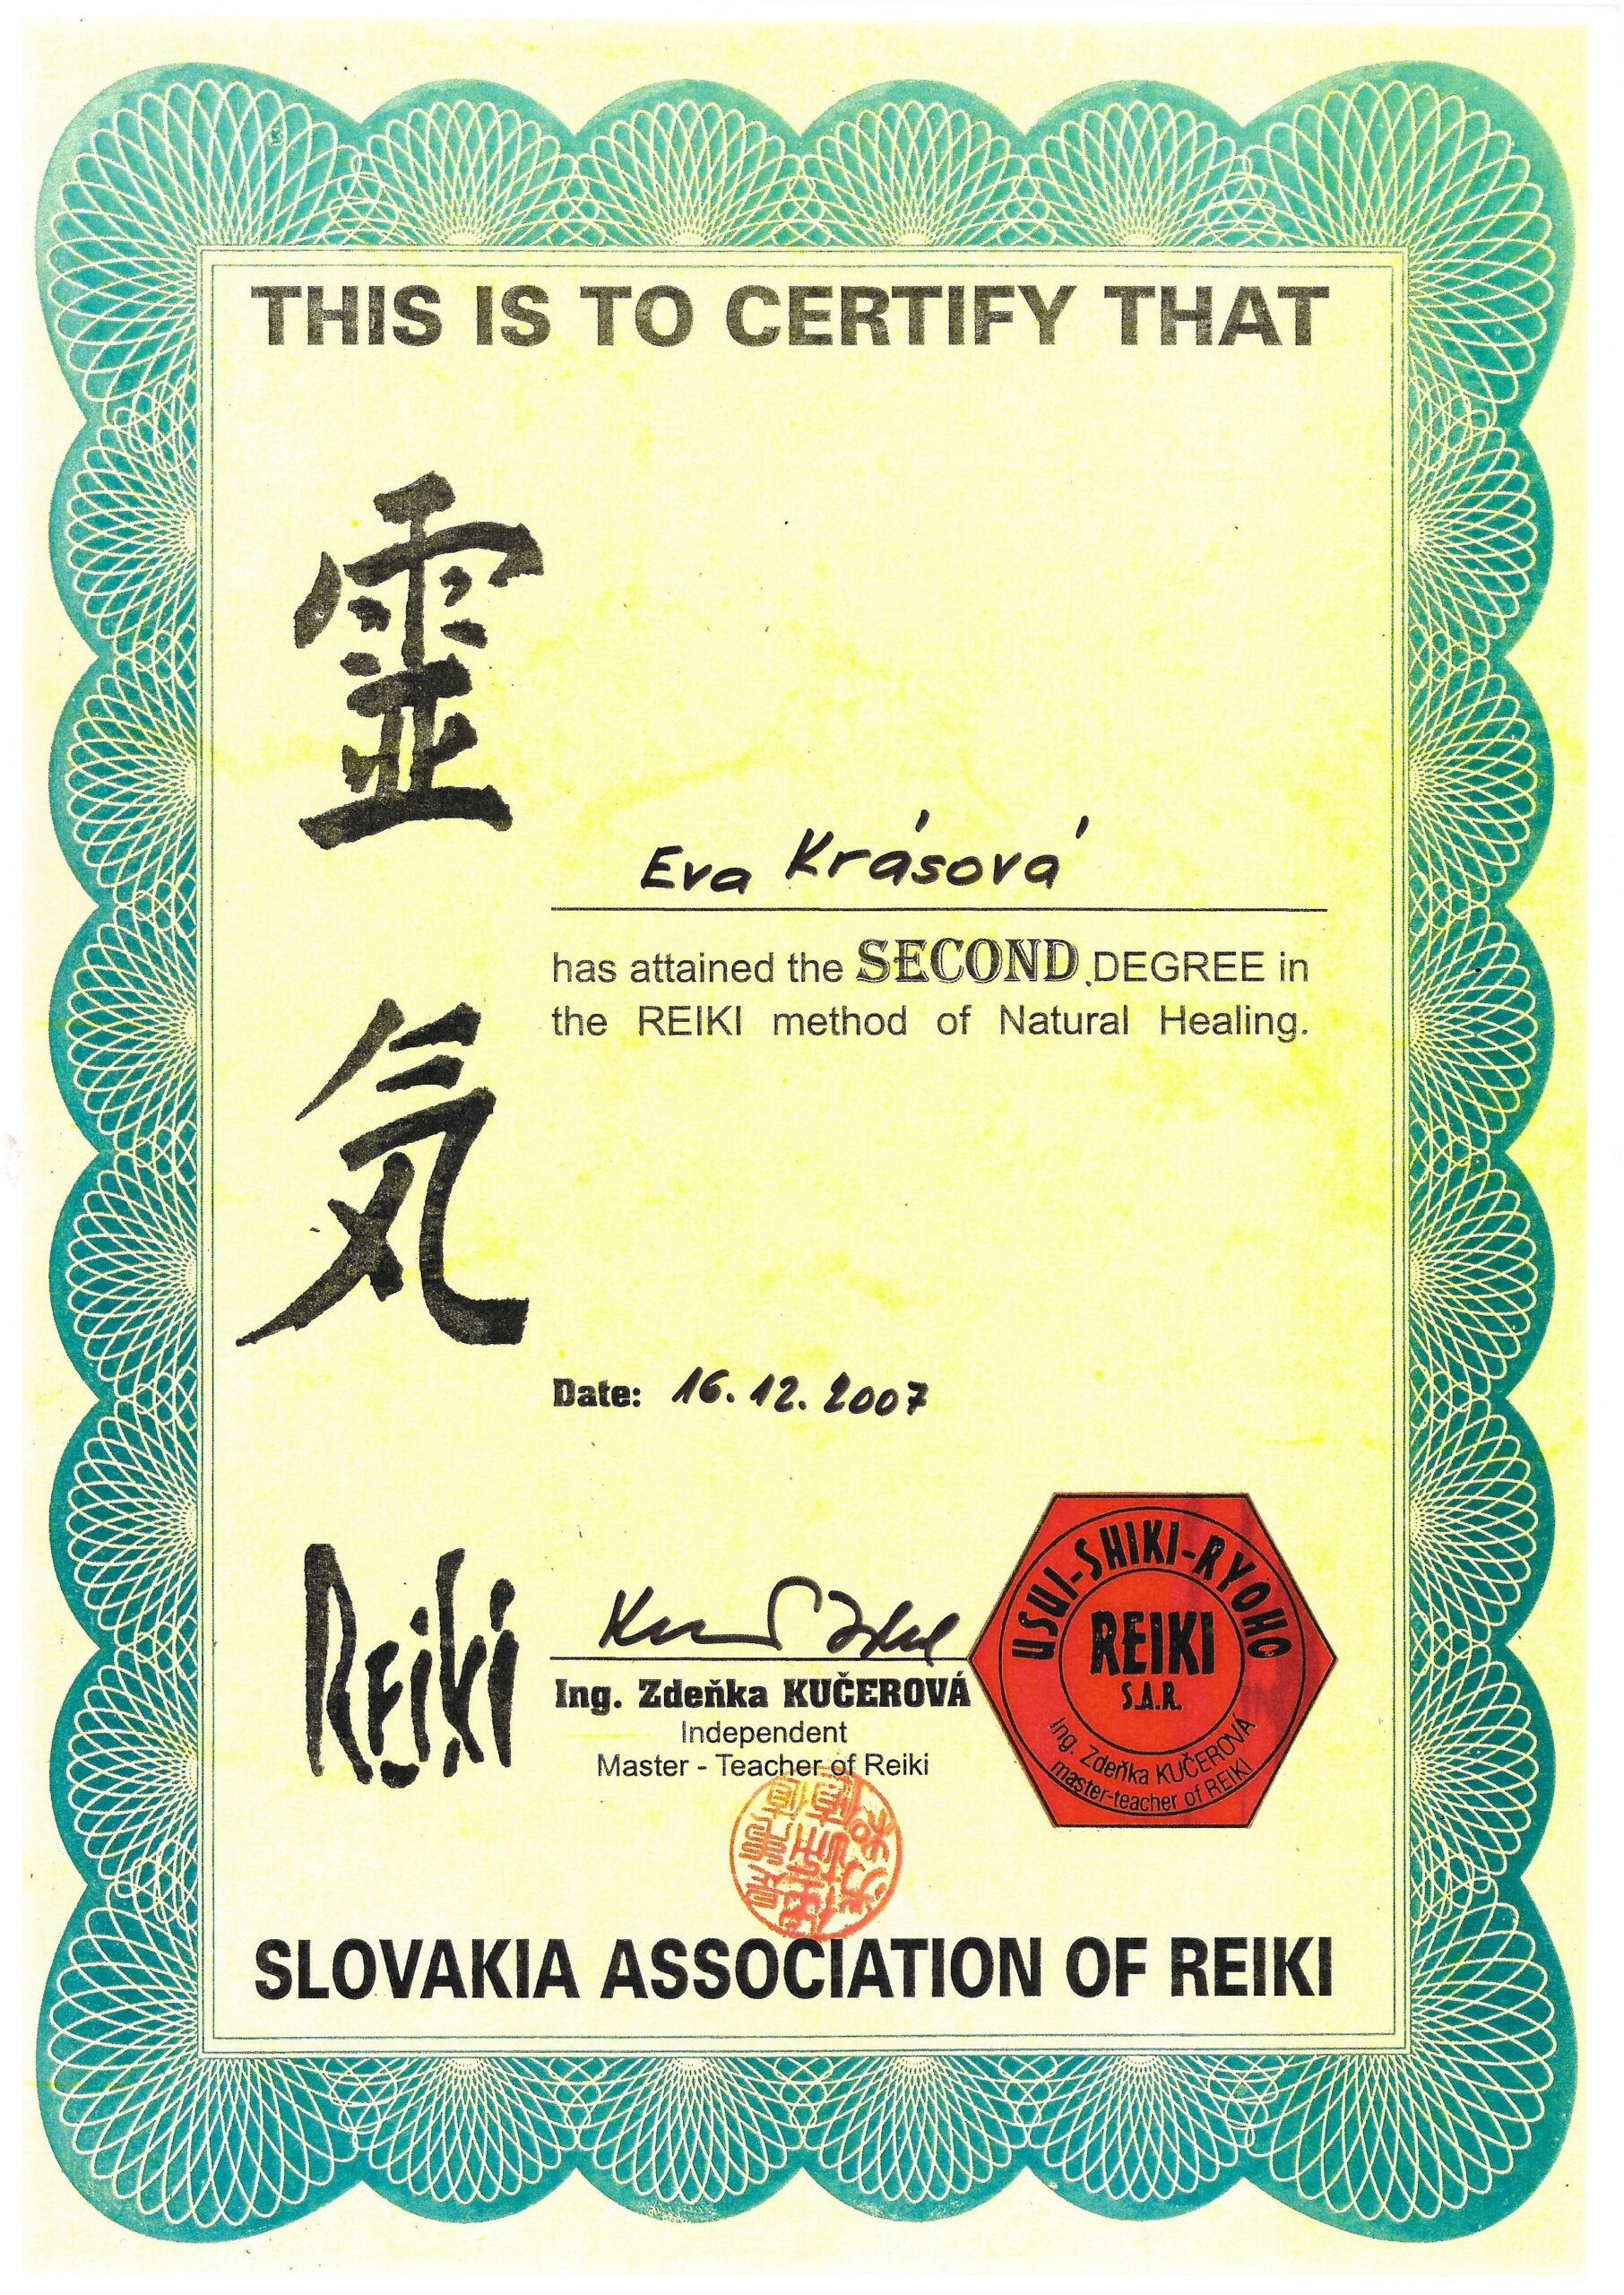 THIS IS TO CERTIFY THAT
靈
気
Eva Krásová
has attained the SECOND DEGREE in
the REIKI method of Natural Healing.
Date: 16.12.2007
Reiki
Ing. Zdeňka KUČEROVÁ
Independent
Master - Teacher of Reiki
USUI-SHIKI-RYOHO
REIKI
S.A.R.
Ing. Zdeňka KUČEROVÁ
master-teacher of REIKI
SLOVAKIA ASSOCIATION OF REIKI